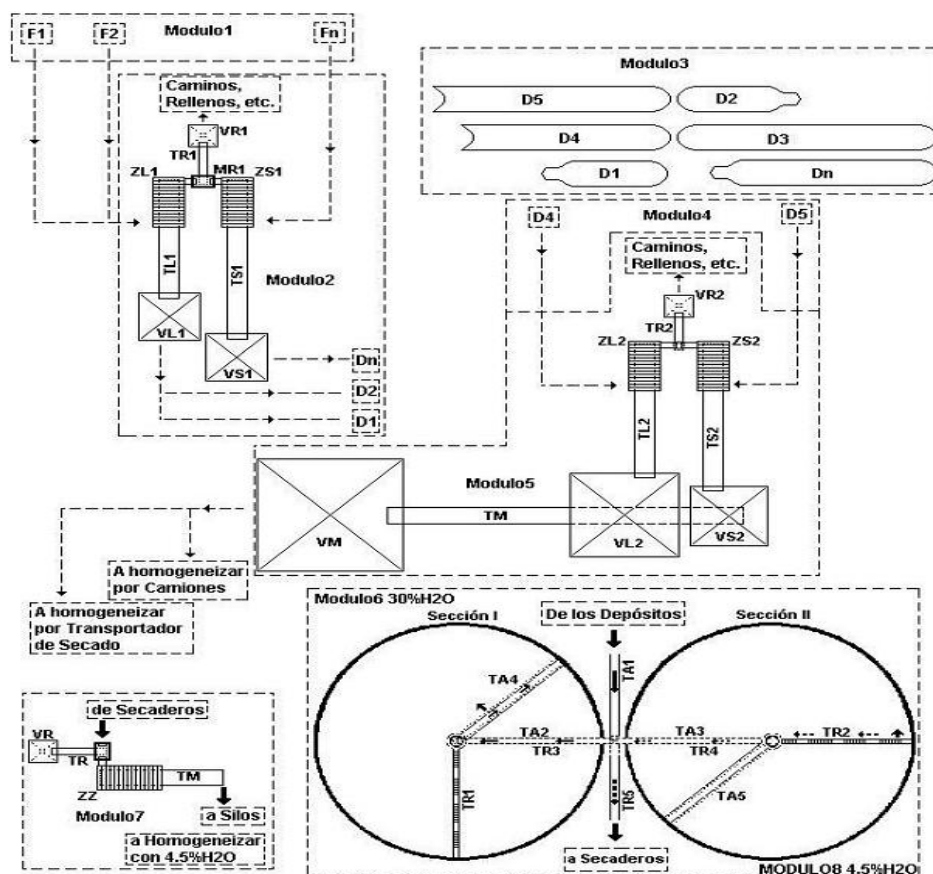 F1
F2
Modulo1
Fn
Caminos,
Rellenos, etc.
VR1
TR1
ZL1
MR1
ZS1
TL1
TS1
Modulo2
VL1
VS1
Dn
D2
D1
Modulo3
D5
D2
D4
D3
D1
Dn
D4
Modulo4
D5
Caminos,
Rellenos, etc.
VR2
TR2
ZL2
ZS2
TL2
TS2
Modulo5
TM
VM
VL2
VS2
A homogeneizar
por Camiones
A homogeneizar
por Transportador
de Secado
Modulo6 30%H2O
De los Depósitos
Sección I
Sección II
TA1
TA4
TA2
TR3
TA3
TR4
TR2
TR1
TR5
TA5
a Secaderos
MODULO8 4.5%H2O
de Secaderos
VR
TR
TM
ZZ
Modulo7
a Silos
a Homogeneizar
con 4.5%H2O